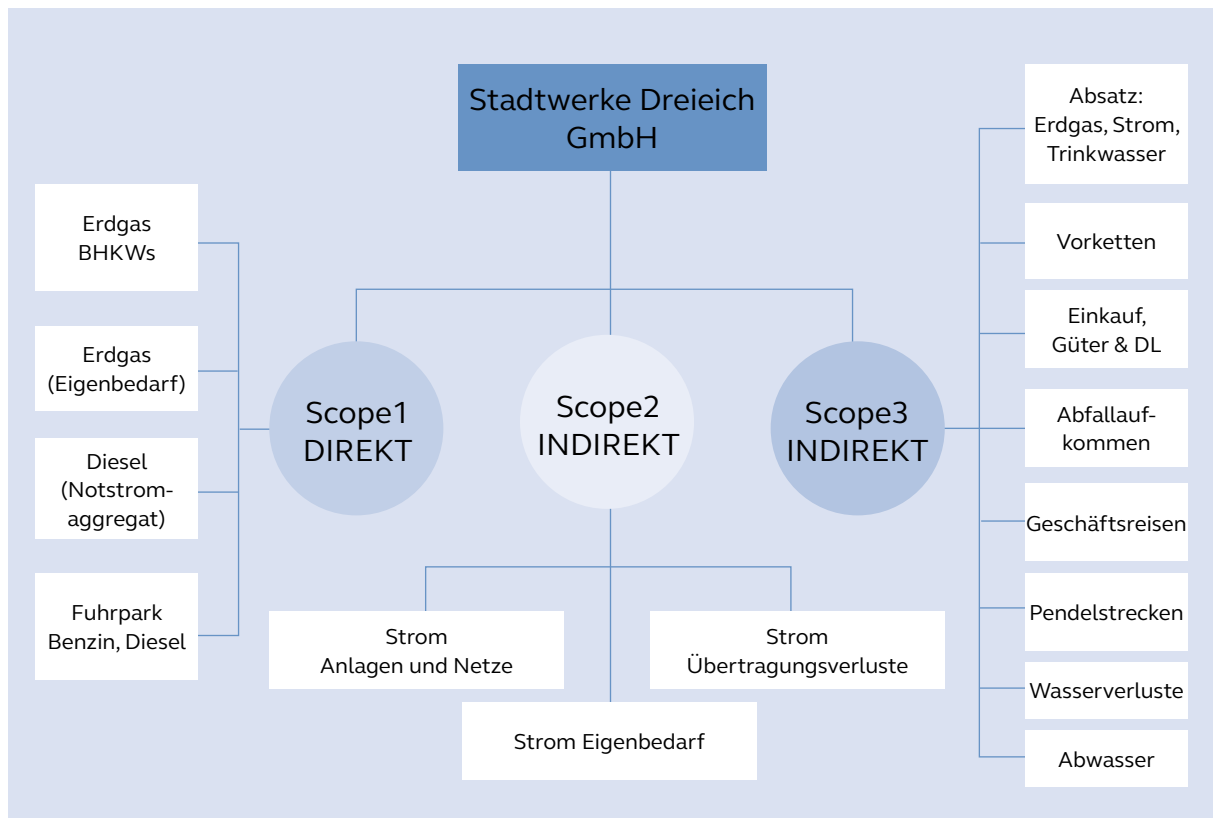 Stadtwerke Dreieich
GmbH
Erdgas
BHKWs
Erdgas
(Eigenbedarf)
Diesel
(Notstrom-
aggregat)
Fuhrpark
Benzin, Diesel
Scope1
DIREKT
Scope2
INDIREKT
Scope3
INDIREKT
Strom
Anlagen und Netze
Strom Eigenbedarf
Strom
Übertragungsverluste
Absatz:
Erdgas, Strom,
Trinkwasser
Vorketten
Einkauf,
Güter & DL
Abfallauf-
kommen
Geschäftsreisen
Pendelstrecken
Wasserverluste
Abwasser